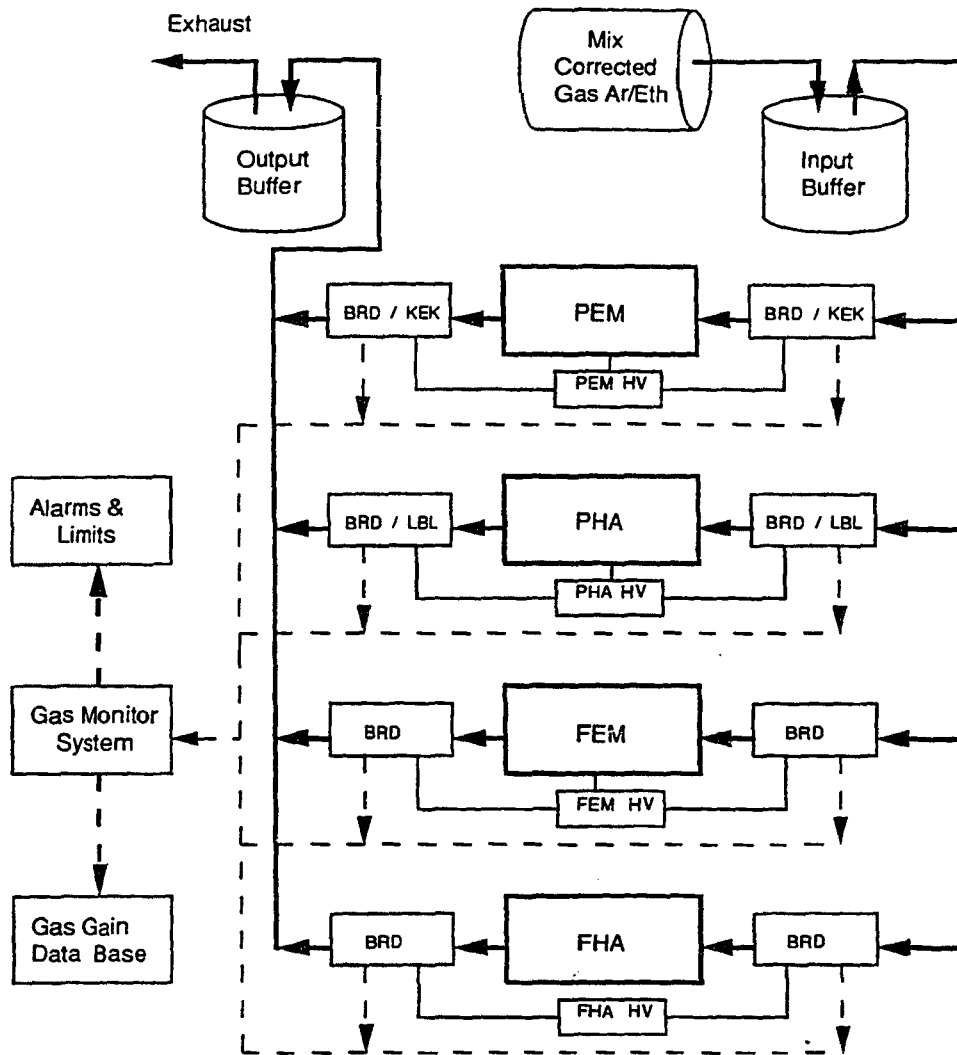 Exhaust
Mix
Corrected
Gas Ar/Eth
Output
Buffer
Input
Buffer
BRD / KEK
PEM
BRD / KEK
PEM HV
Alarms &
Limits
BRD / LBL
PHA
BRD / LBL
PHA HV
Gas Monitor
System
BRD
FEM
BRD
FEM HV
Gas Gain
Data Base
BRD
FHA
BRD
FHA HV